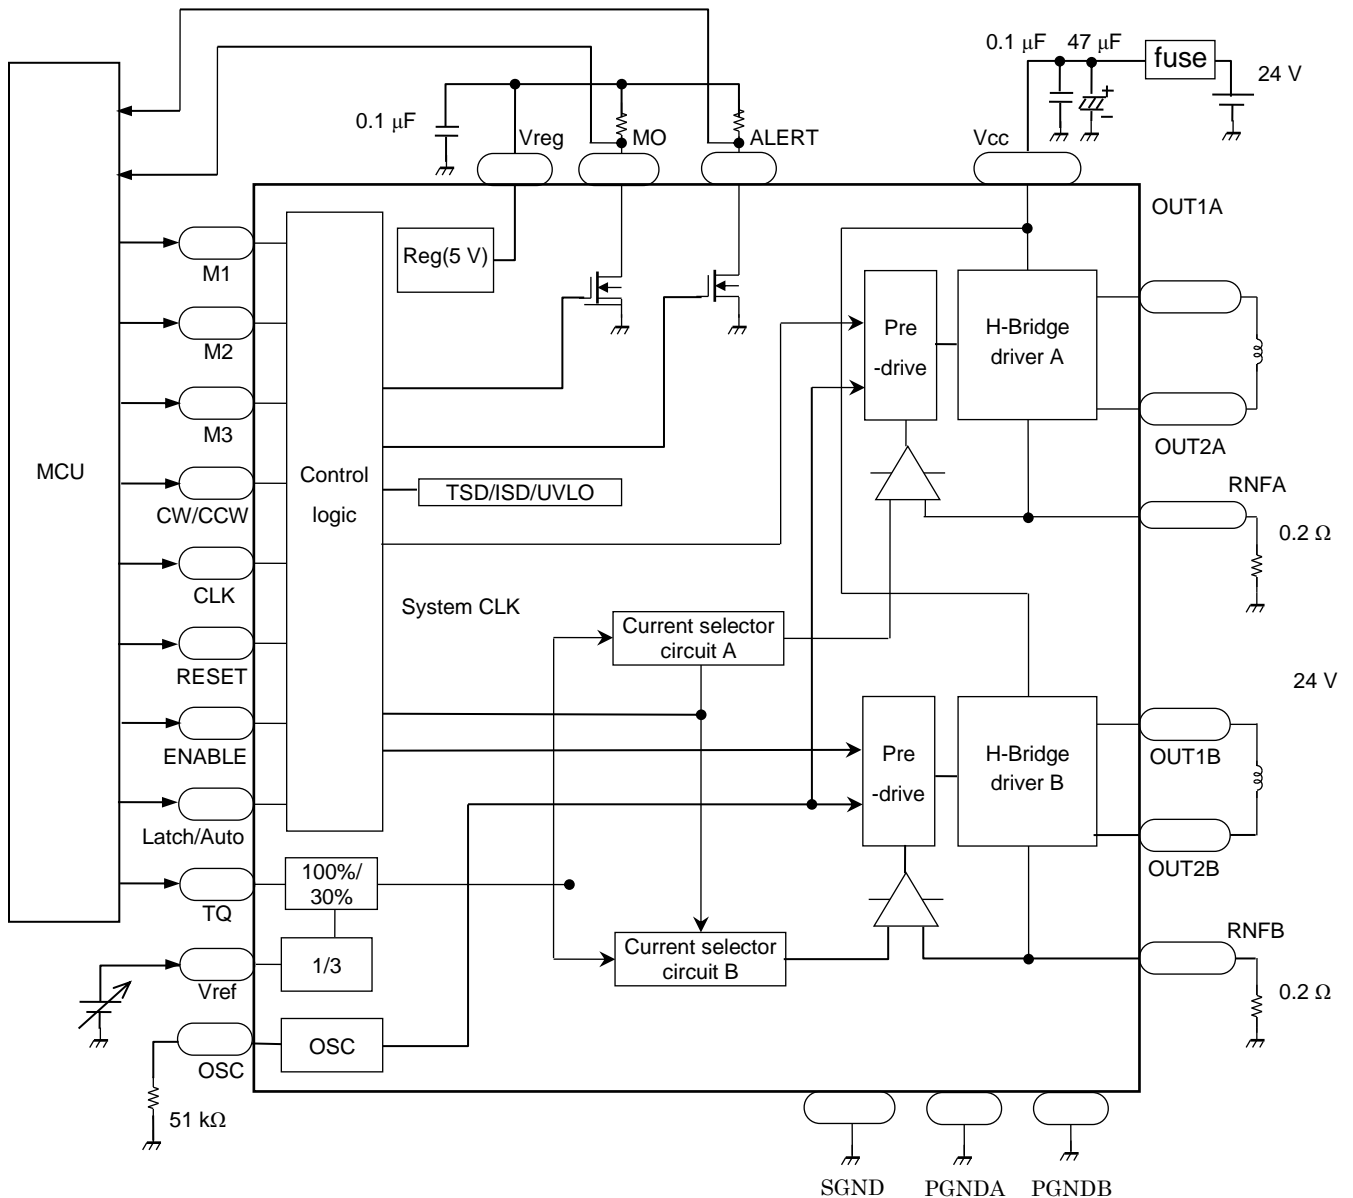 0.1 μF
47 μF
fuse
24 V
0.1 μF
Vreg
MO
ALERT
Vcc
OUT1A
M1
Reg(5 V)
M2
Pre
-drive
H-Bridge
driver A
M3
OUT2A
MCU
Control
logic
TSD/ISD/UVLO
RNFA
CW/CCW
0.2 Ω
CLK
System CLK
Current selector
circuit A
RESET
24 V
ENABLE
Pre
-drive
H-Bridge
driver B
OUT1B
Latch/Auto
OUT2B
100%/
30%
TQ
RNFB
1/3
Current selector
circuit B
Vref
0.2 Ω
OSC
OSC
51 kΩ
SGND
PGNDA
PGNDB